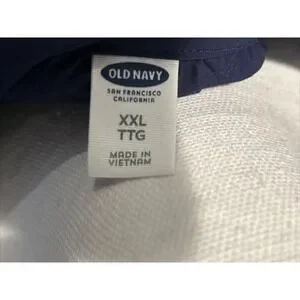 OLD NAVY
SAN FRANCISCO
CALIFORNIA
XXL
TTG
MADE IN
VIETNAM